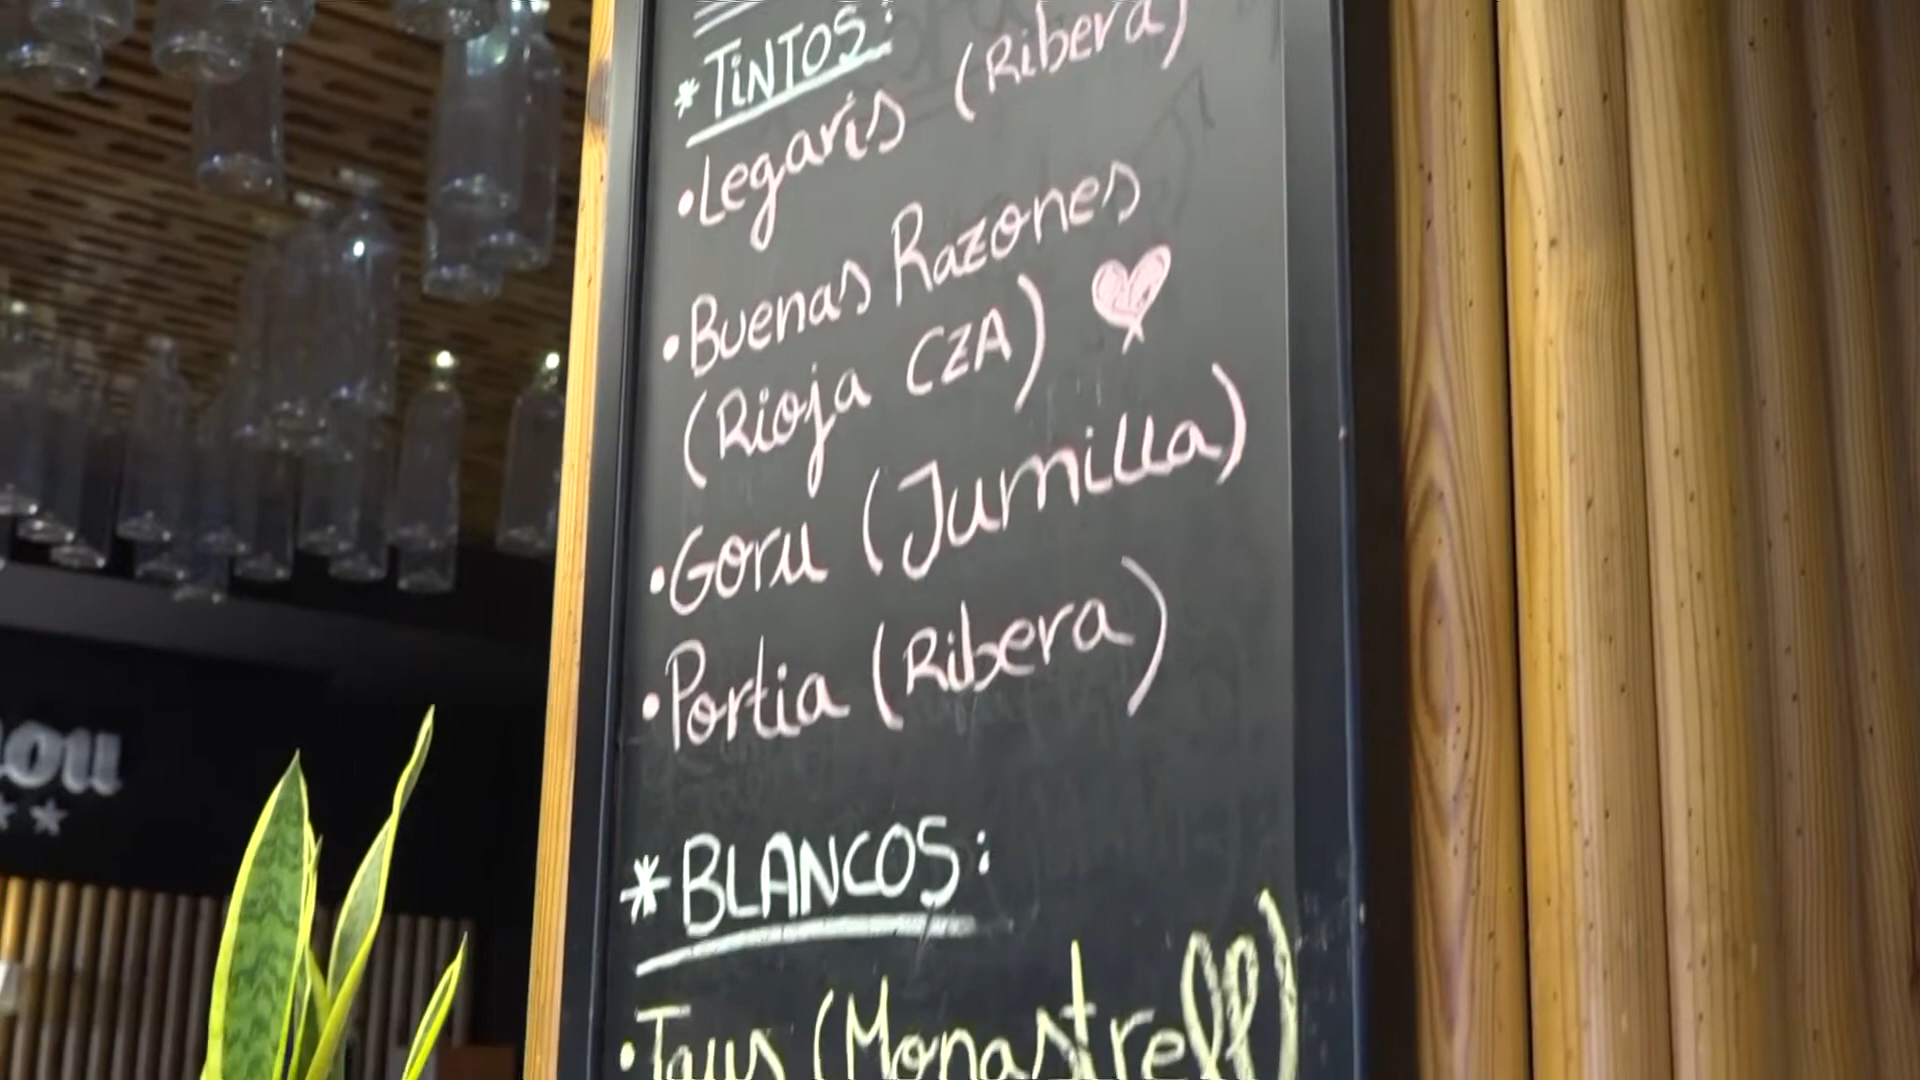 *TINTOS:
•Legaris (Ribera)
•Buenas Razones
(Rioja CZA)
•Goru (Jumilla)
•Portia (Ribera)
*BLANCOS:
(Monastrell)